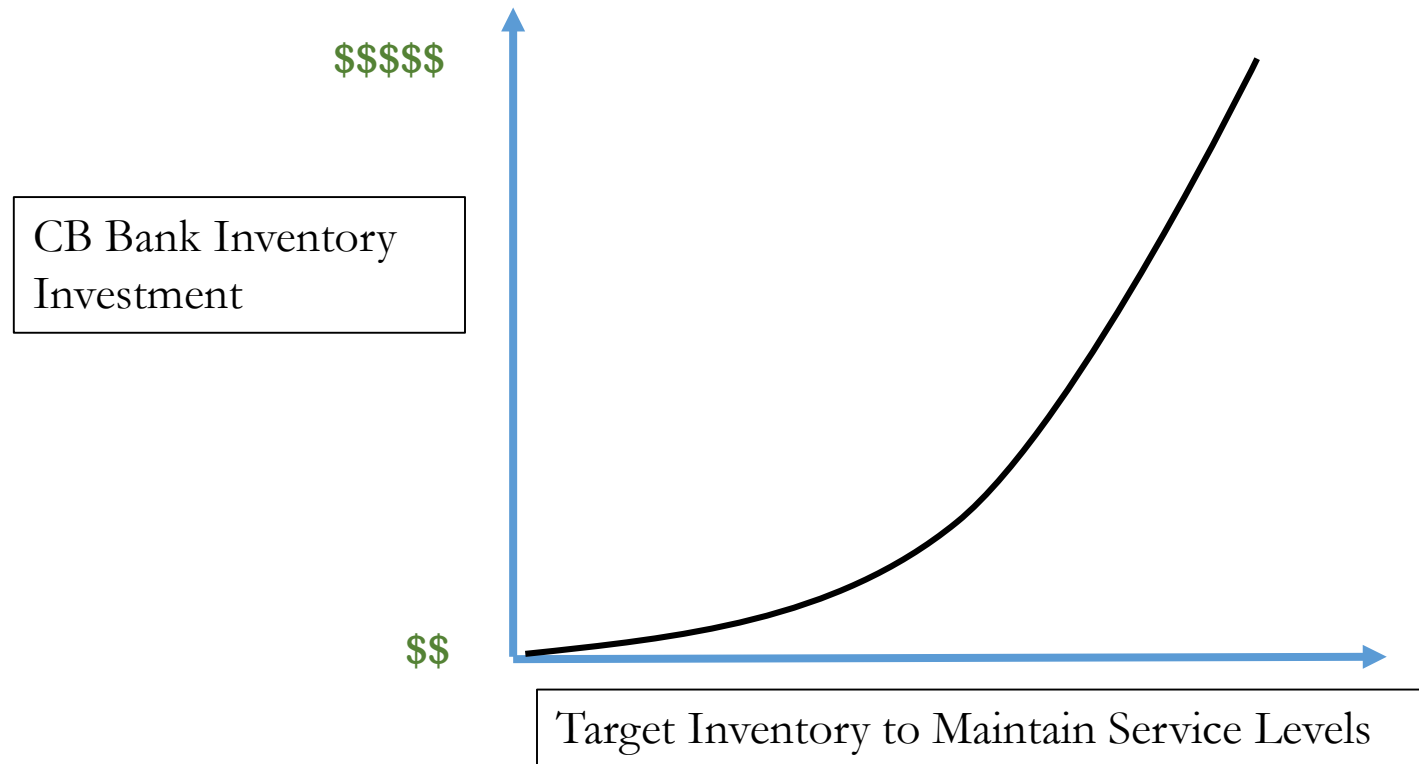 $$$$$
CB Bank Inventory
Investment
$$
Target Inventory to Maintain Service Levels